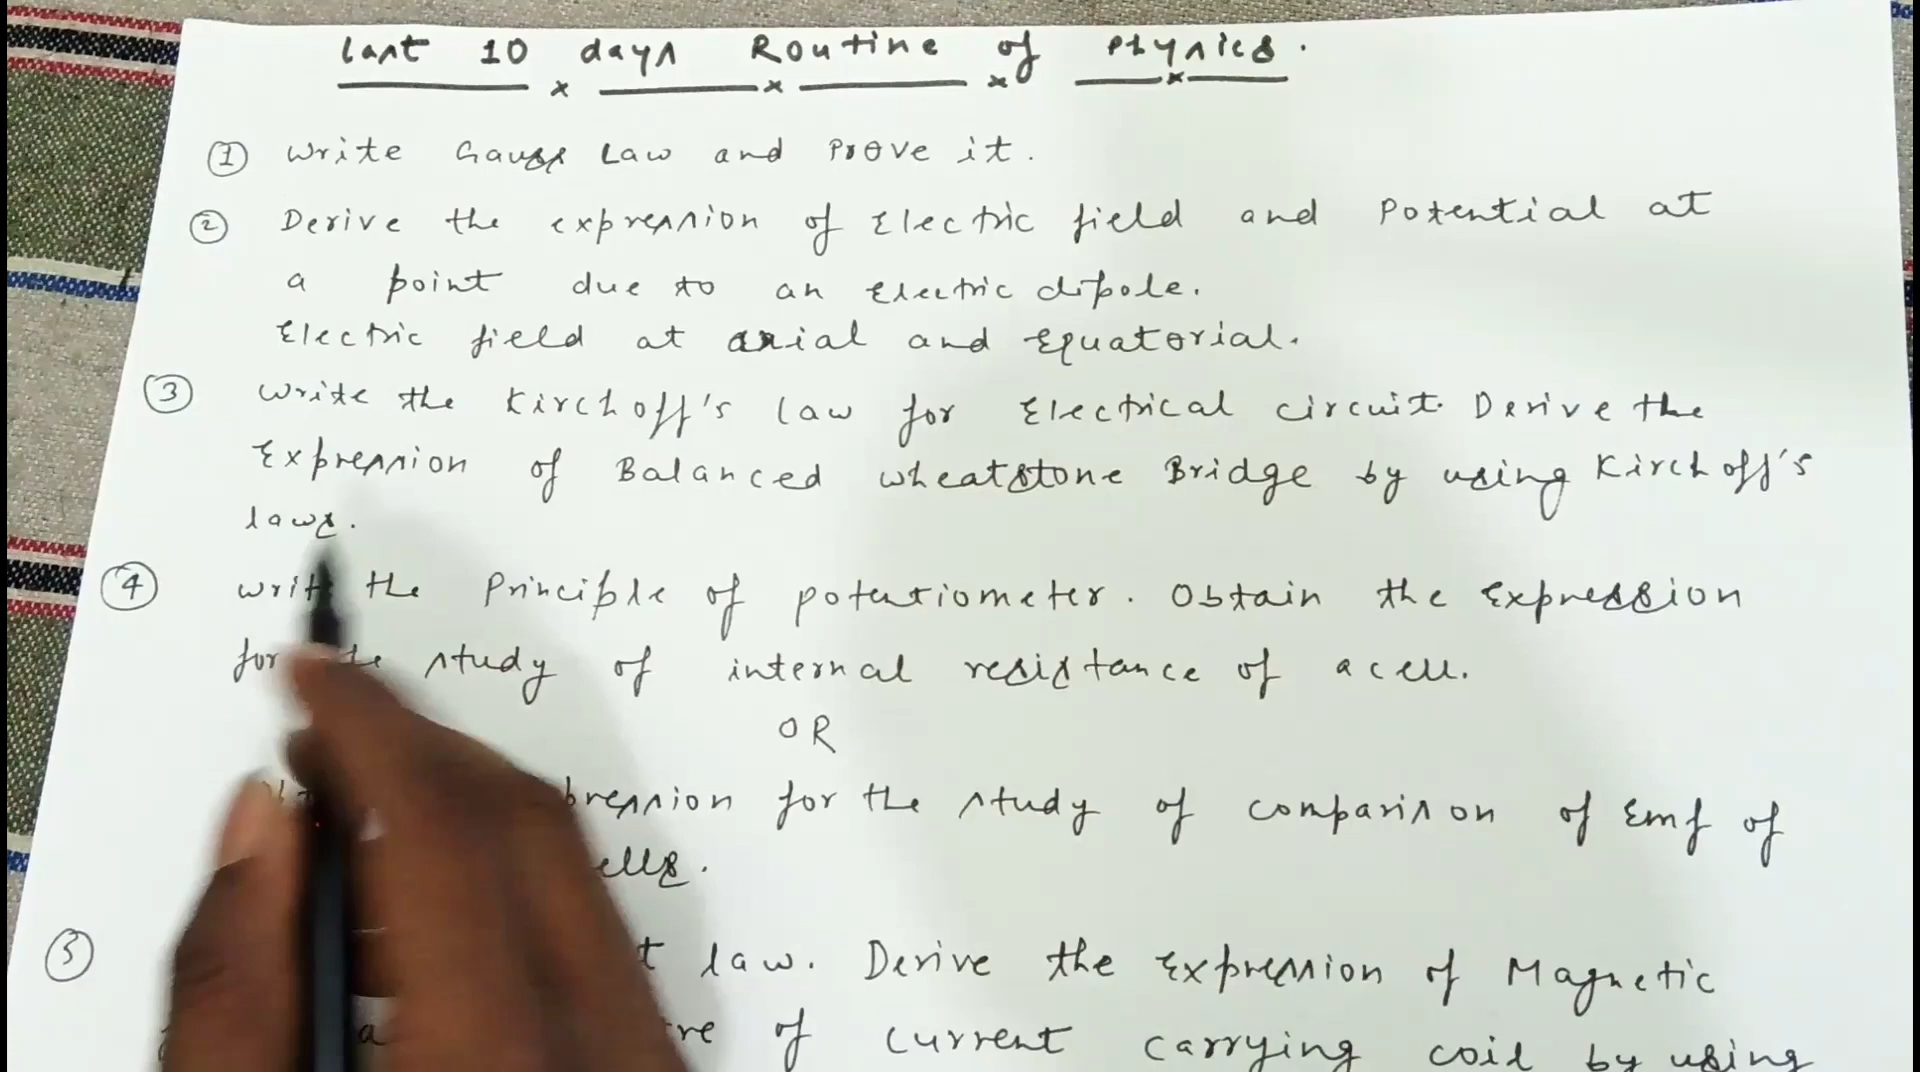 Last 10 days Routine of Physics.
① Write Gauss Law and Prove it.
② Derive the expression of Electric field and Potential at
a point due to an Electric dipole.
Electric field at axial and Equatorial.
③ Write the Kirchoff's law for Electrical circuit. Derive the
Expression of Balanced wheatstone Bridge by using Kirchoff's
laws.
④ Write the Principle of potentiometer. Obtain the Expression
for the study of internal resistance of a cell.
OR
for the study of comparison of Emf of
⑤ law. Derive the Expression of Magnetic
of current carrying coil by using